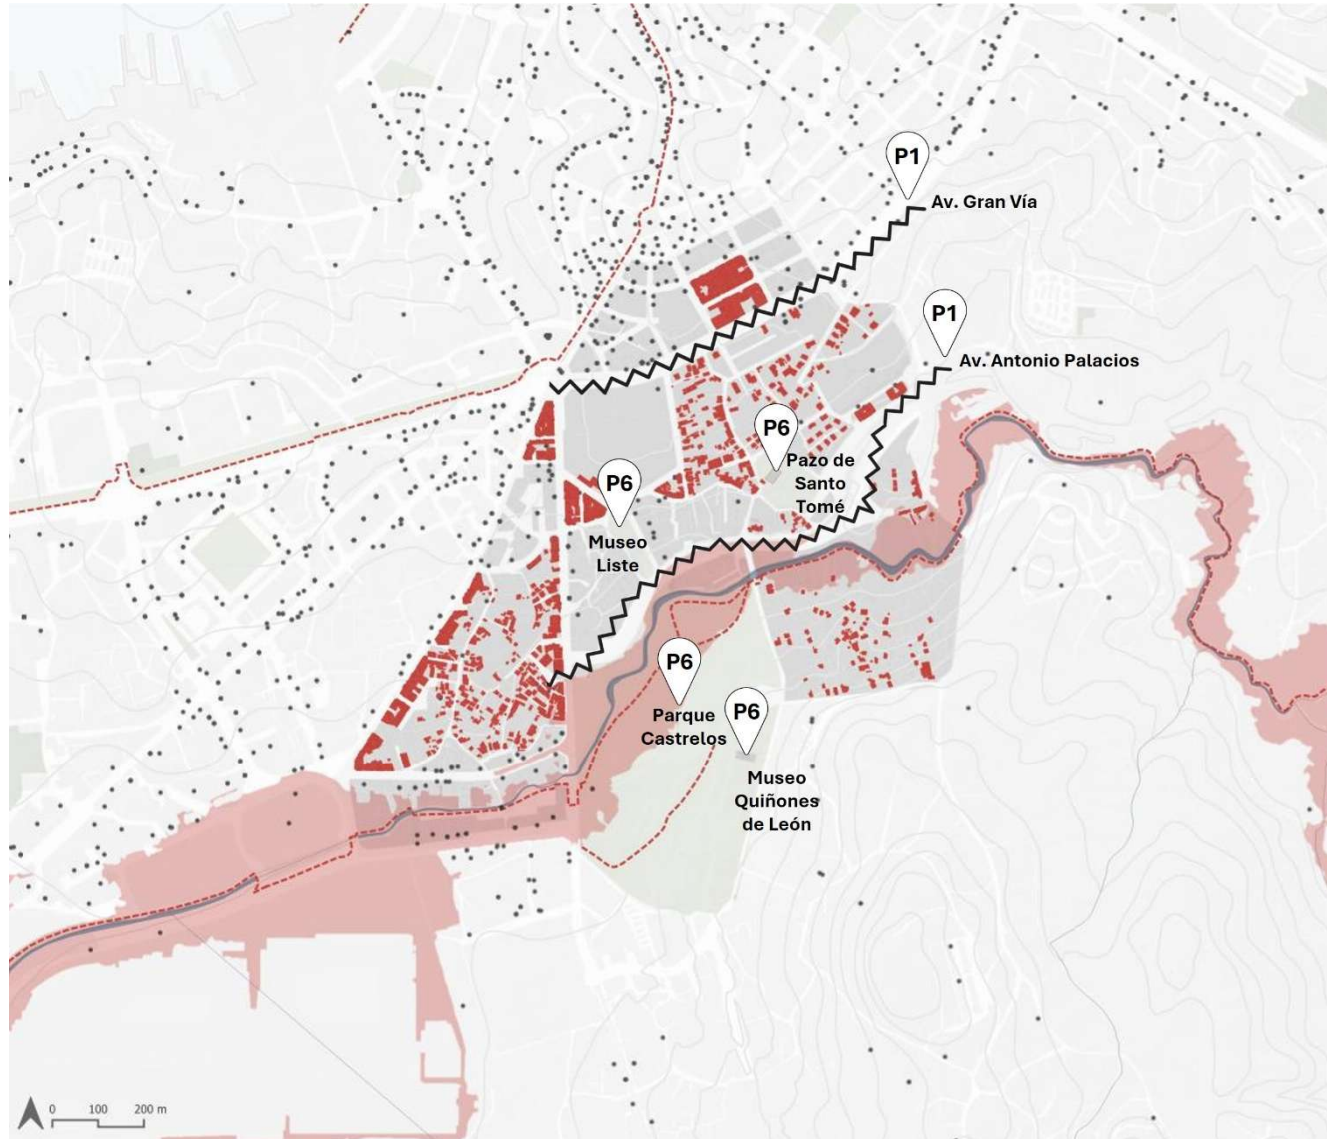 P1
Av. Gran Vía
P1
Av. Antonio Palacios
P6
Pazo de
Santo
Tomé
P6
Museo
Liste
P6
Parque
Castrelos
P6
Museo
Quiñones
de León
0 100 200 m